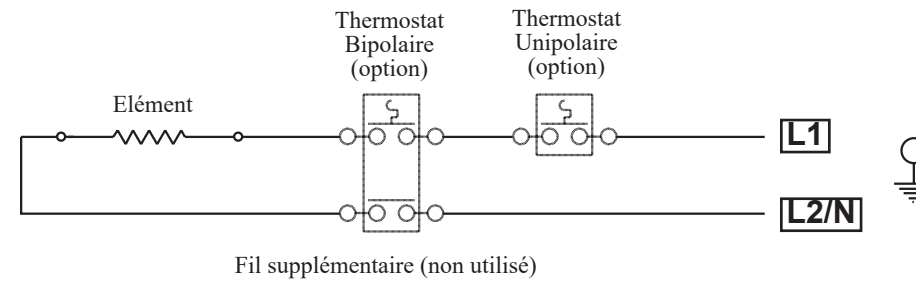 Thermostat
Bipolaire
(option)
Thermostat
Unipolaire
(option)
Elément
L1
L2/N
Fil supplémentaire (non utilisé)